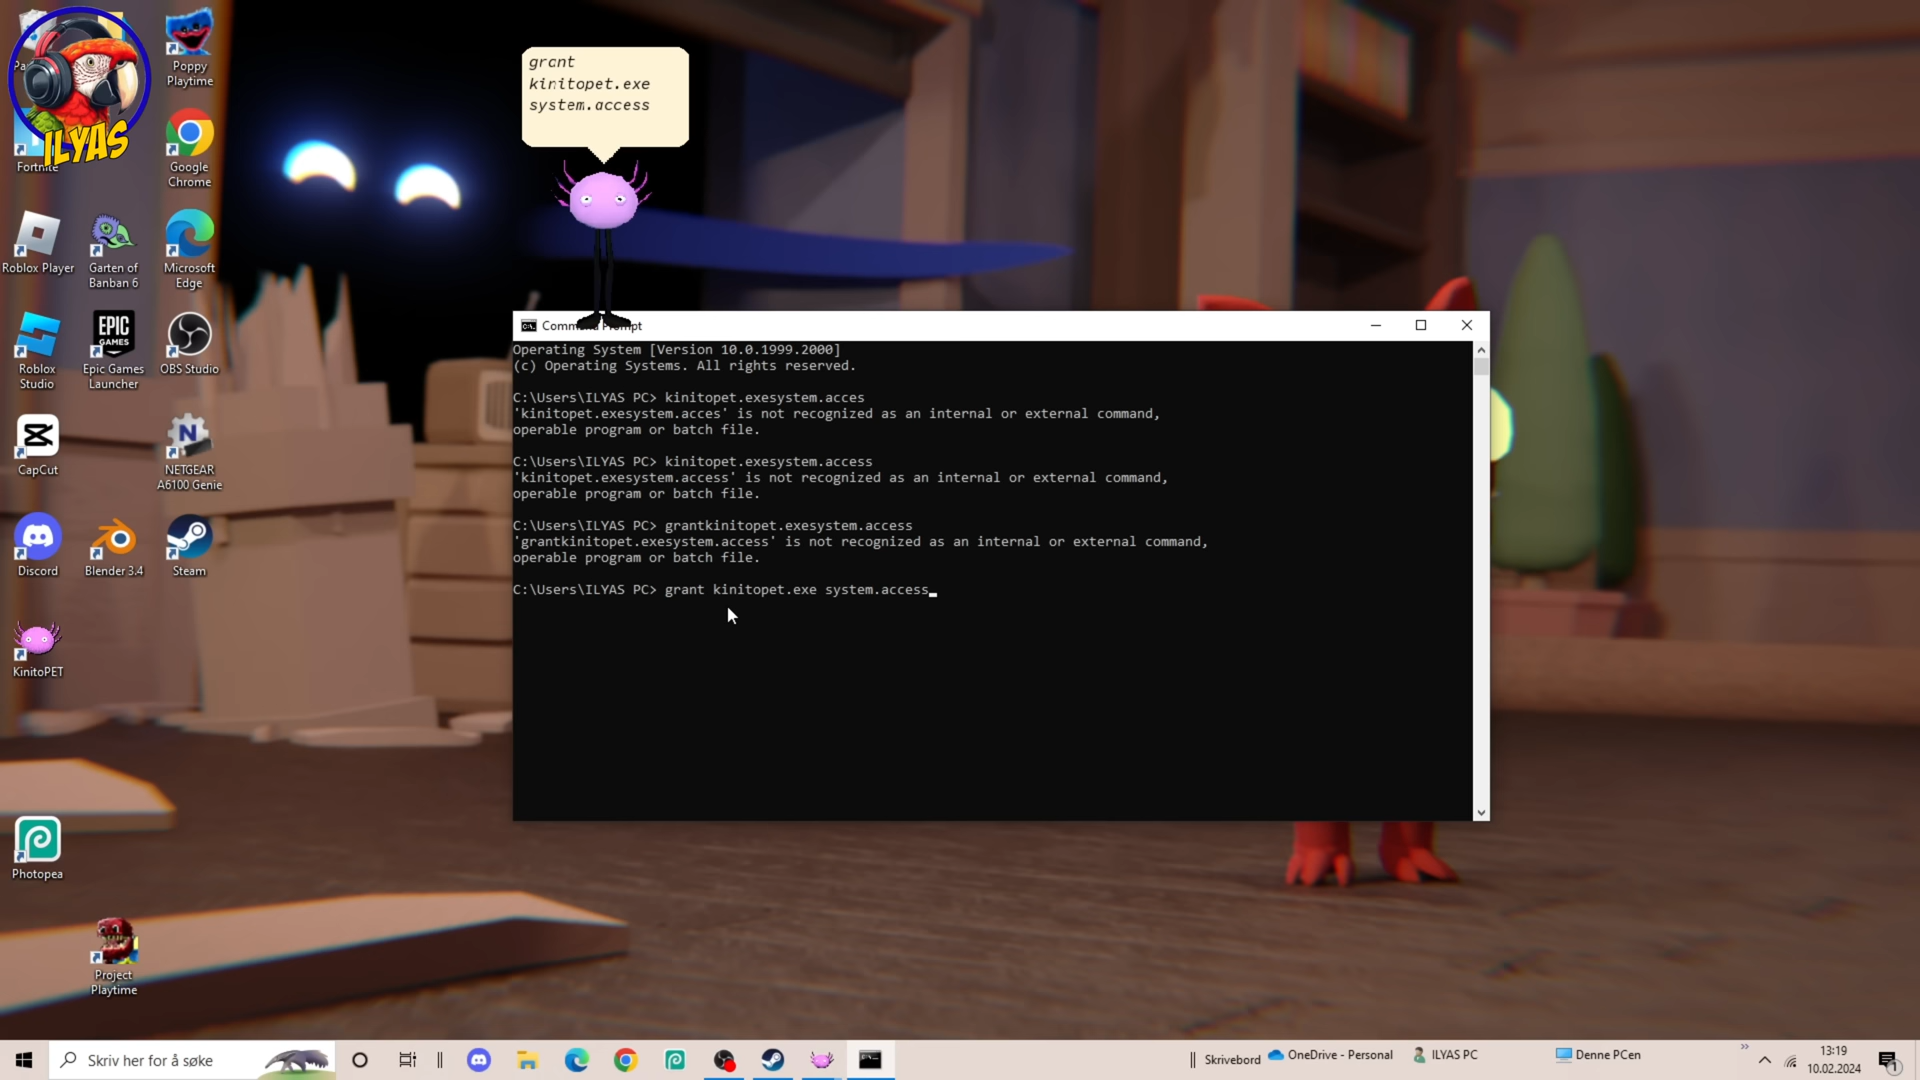 ILYAS
Fortnite
Poppy
Playtime
Google
Chrome
Roblox Player
Garten of
Banban 6
Microsoft
Edge
Roblox
Studio
EPIC
GAMES
Epic Games
Launcher
OBS Studio
CapCut
N
NETGEAR
A6100 Genie
Discord
Blender 3.4
Steam
KinitoPET
Photopea
Project
Playtime
grant
kinitopet.exe
system.access
Command Prompt
Operating System [Version 10.0.1999.2000]
(c) Operating Systems. All rights reserved.
C:\Users\ILYAS PC> kinitopet.exesystem.acces
'kinitopet.exesystem.acces' is not recognized as an internal or external command,
operable program or batch file.
C:\Users\ILYAS PC> kinitopet.exesystem.access
'kinitopet.exesystem.access' is not recognized as an internal or external command,
operable program or batch file.
C:\Users\ILYAS PC> grantkinitopet.exesystem.access
'grantkinitopet.exesystem.access' is not recognized as an internal or external command,
operable program or batch file.
C:\Users\ILYAS PC> grant kinitopet.exe system.access
Skriv her for å søke
Skrivebord
OneDrive - Personal
ILYAS PC
Denne PCen
13:19
10.02.2024
1